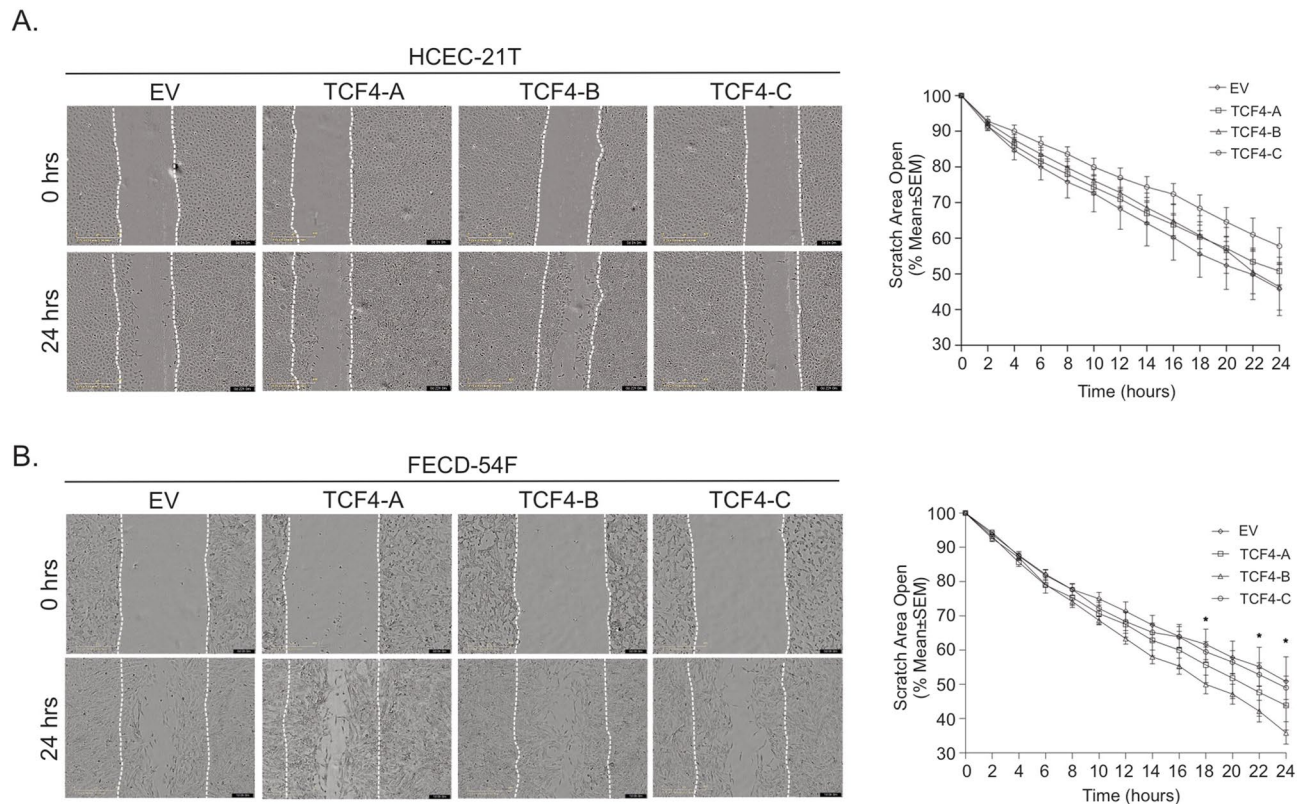 A.
HCEC-21T
EV TCF4-A TCF4-B TCF4-C
0 hrs
24 hrs
100
90
80
70
60
50
40
30
Scratch Area Open
(% Mean±SEM)
EV
TCF4-A
TCF4-B
TCF4-C
0 2 4 6 8 10 12 14 16 18 20 22 24
Time (hours)
B.
FECD-54F
EV TCF4-A TCF4-B TCF4-C
0 hrs
24 hrs
100
90
80
70
60
50
40
30
Scratch Area Open
(% Mean±SEM)
EV
TCF4-A
TCF4-B
TCF4-C
* * *
0 2 4 6 8 10 12 14 16 18 20 22 24
Time (hours)